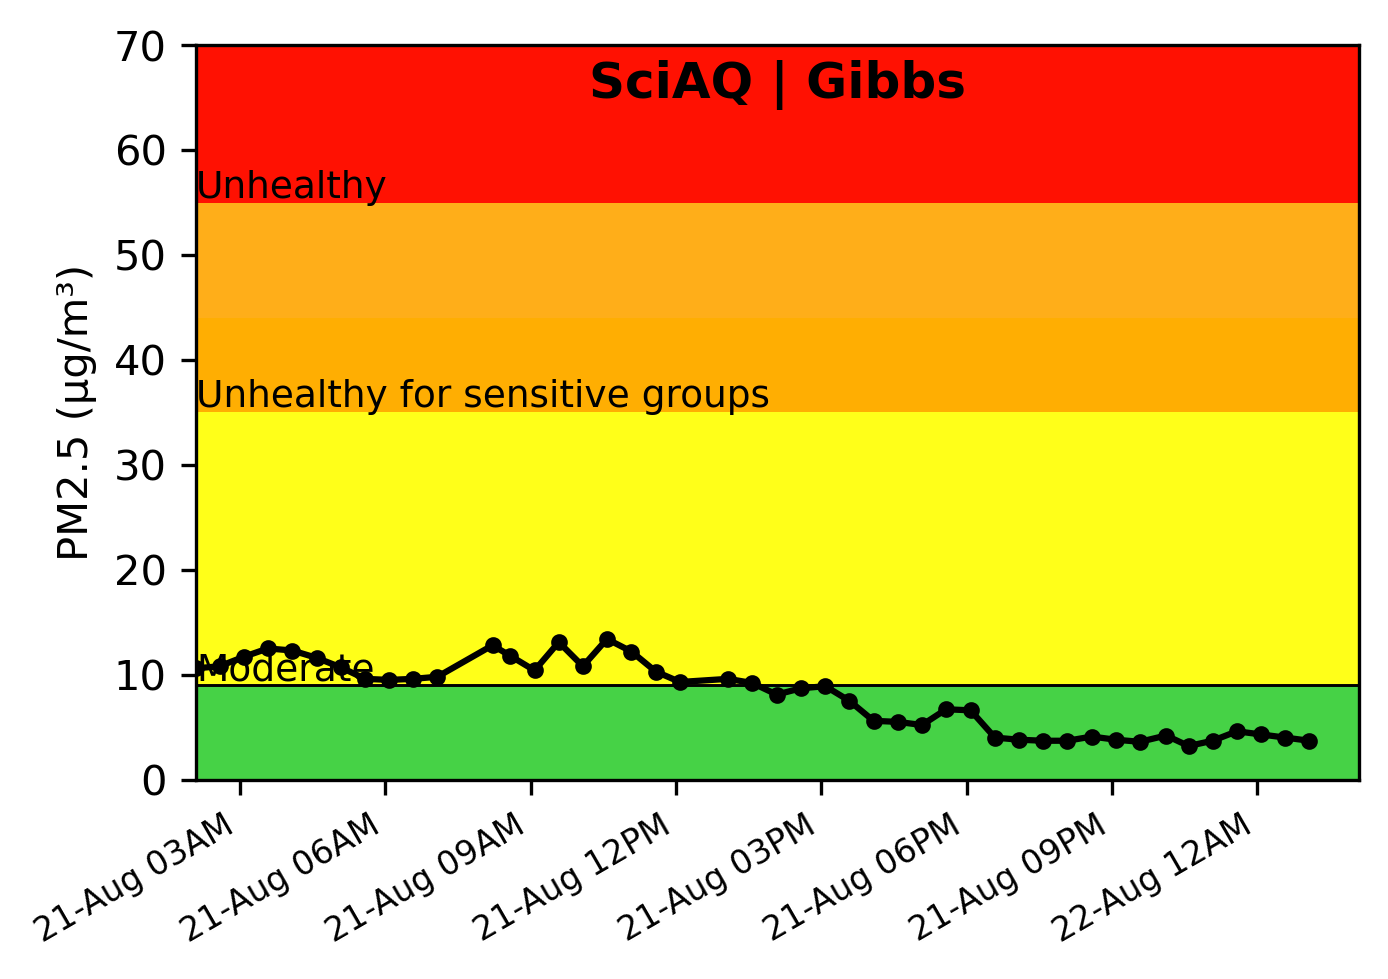 SciAQ | Gibbs
PM2.5 (µg/m³)
70
60
50
40
30
20
10
0
Unhealthy
Unhealthy for sensitive groups
Moderate
21-Aug 03AM
21-Aug 06AM
21-Aug 09AM
21-Aug 12PM
21-Aug 03PM
21-Aug 06PM
21-Aug 09PM
22-Aug 12AM